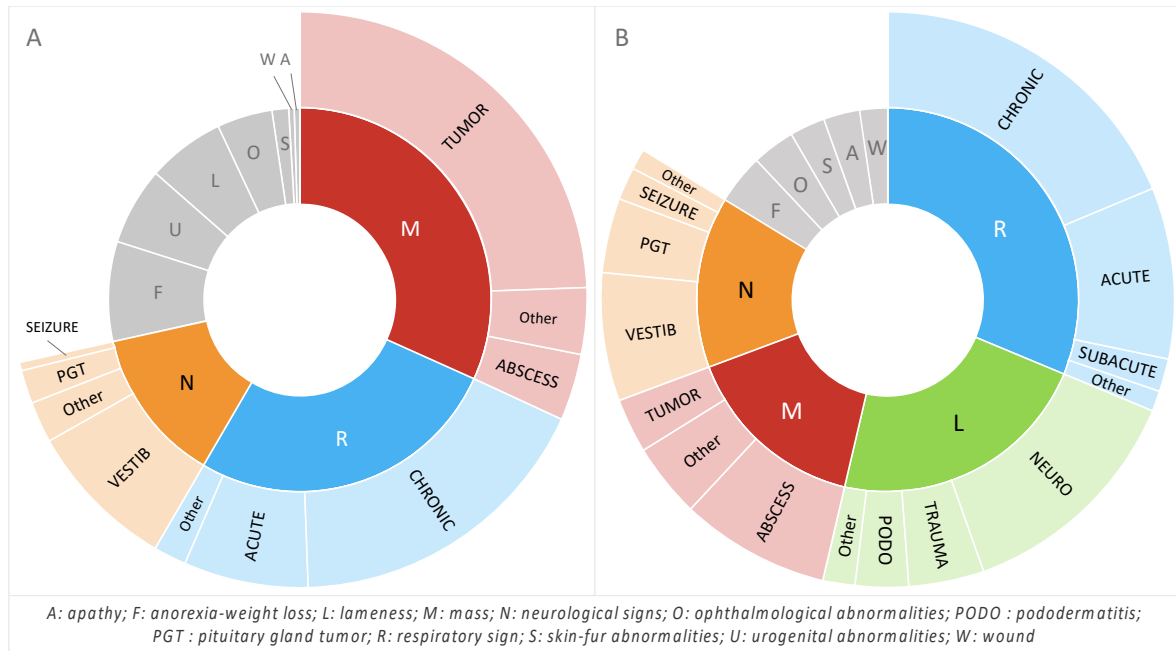 A
W A
S
O
L
U
F
TUMOR
M
Other
ABSCESS
R
CHRONIC
ACUTE
Other
N
SEIZURE
PGT
Other
VESTIB
B
CHRONIC
R
ACUTE
SUBACUTE
Other
L
NEURO
TRAUMA
PODO
Other
M
ABSCESS
Other
TUMOR
N
VESTIB
PGT
SEIZURE
Other
F
O
S
A
W
A: apathy; F: anorexia-weight loss; L: lameness; M: mass; N: neurological signs; O: ophthalmological abnormalities; PODO : pododermatitis;
PGT : pituitary gland tumor; R: respiratory sign; S: skin-fur abnormalities; U: urogenital abnormalities; W: wound